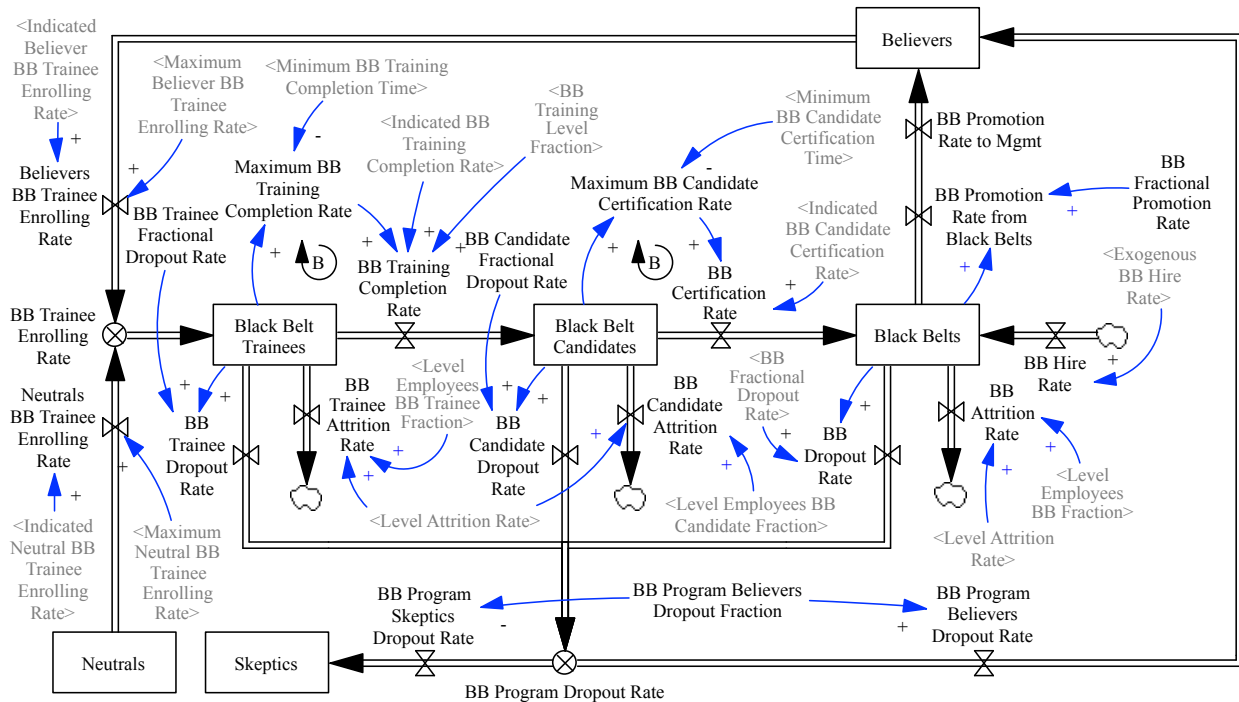 <Indicated
Believer
BB Trainee
Enrolling
Rate>
+
Believers
BB Trainee
Enrolling
Rate
<Maximum
Believer BB
Trainee
Enrolling Rate>
+
<Minimum BB Training
Completion Time>
-
Maximum BB
Training
Completion Rate
<Indicated BB
Training
Completion Rate>
<BB
Training
Level
Fraction>
<Minimum
BB Candidate
Certification
Time>
-
Maximum BB Candidate
Certification Rate
Believers
BB Promotion
Rate to Mgmt
BB
Fractional
Promotion
Rate
+
BB Promotion
Rate from
Black Belts
+
BB Trainee
Fractional
Dropout Rate
+
B
+
+
+
+
BB Training
Completion
Rate
BB Candidate
Fractional
Dropout Rate
+
B
+
BB
Certification
Rate
<Indicated
BB Candidate
Certification
Rate>
+
<Exogenous
BB Hire
Rate>
+
BB Trainee
Enrolling
Rate
Black Belt
Trainees
Black Belt
Candidates
Black Belts
BB Hire
Rate
Neutrals
BB Trainee
Enrolling
Rate
+
+
+
BB
Trainee
Dropout
Rate
BB
Trainee
Attrition
Rate
+
<Level
Employees
BB Trainee
Fraction>
+
+
+
BB
Candidate
Dropout
Rate
+
BB
Candidate
Attrition
Rate
+
<BB
Fractional
Dropout
Rate>
+
+
BB
Dropout
Rate
BB
Attrition
Rate
+
+
+
<Indicated
Neutral BB
Trainee
Enrolling
Rate>
<Maximum
Neutral BB
Trainee
Enrolling
Rate>
<Level Attrition Rate>
<Level Employees BB
Candidate Fraction>
<Level Attrition
Rate>
<Level
Employees
BB Fraction>
BB Program
Skeptics
Dropout Rate
-
BB Program Believers
Dropout Fraction
+
BB Program
Believers
Dropout Rate
Neutrals
Skeptics
BB Program Dropout Rate